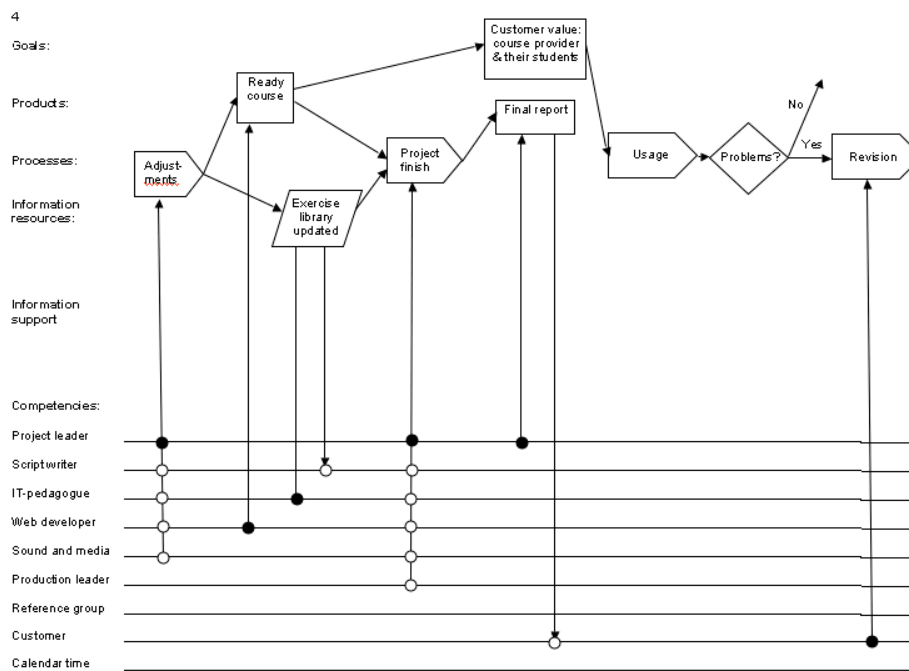 4
Goals:
Customer value:
course provider
& their students
Ready
course
Products:
Final report
No
Processes:
Adjust-
ments
Project
finish
Usage
Problems?
Yes
Revision
Information
resources:
Exercise
library
updated
Information
support
Competencies:
Project leader
Scriptwriter
IT-pedagogue
Web developer
Sound and media
Production leader
Reference group
Customer
Calendar time